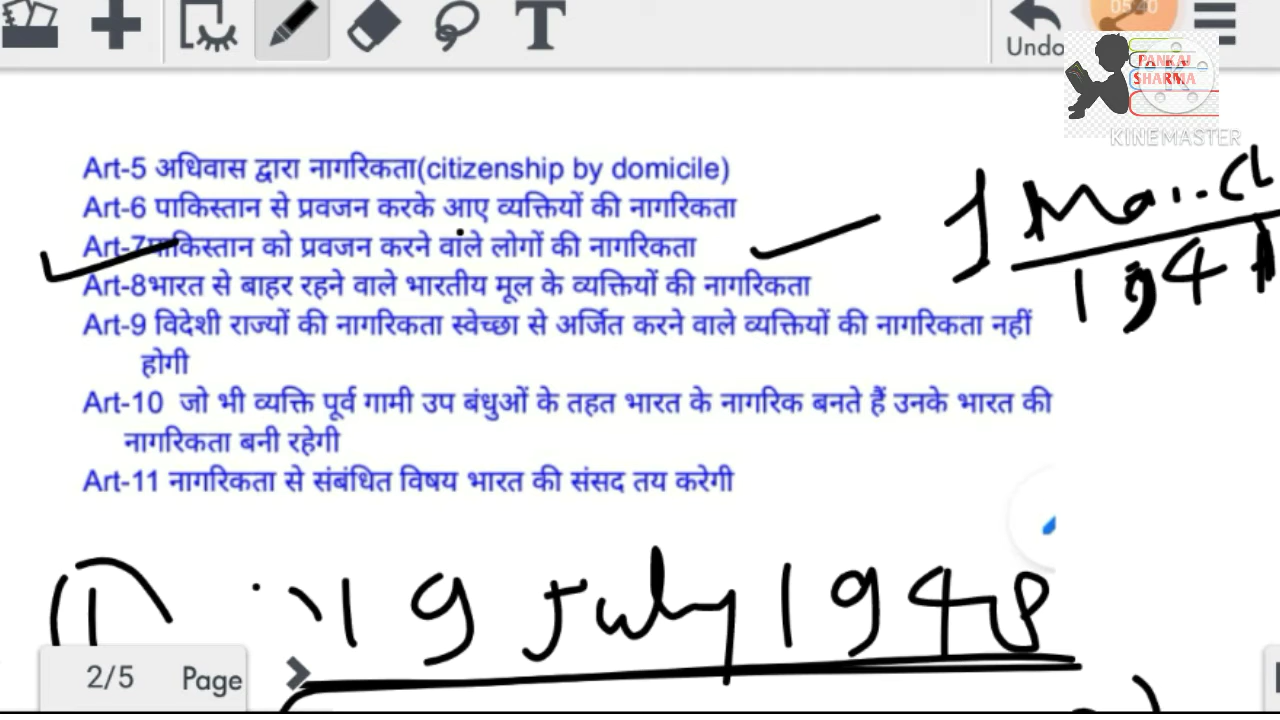 T
Undo
05:40
PANKAJ
SHARMA
KINEMASTER
Art-5 अधिवास द्वारा नागरिकता(citizenship by domicile)
Art-6 पाकिस्तान से प्रवजन करके आए व्यक्तियों की नागरिकता
Art-7पाकिस्तान को प्रवजन करने वाले लोगों की नागरिकता
Art-8भारत से बाहर रहने वाले भारतीय मूल के व्यक्तियों की नागरिकता
Art-9 विदेशी राज्यों की नागरिकता स्वेच्छा से अर्जित करने वाले व्यक्तियों की नागरिकता नहीं
होगी
Art-10 जो भी व्यक्ति पूर्व गामी उप बंधुओं के तहत भारत के नागरिक बनते हैं उनके भारत की
नागरिकता बनी रहेगी
Art-11 नागरिकता से संबंधित विषय भारत की संसद तय करेगी
1 March
194
19 July 1948
2/5 Page